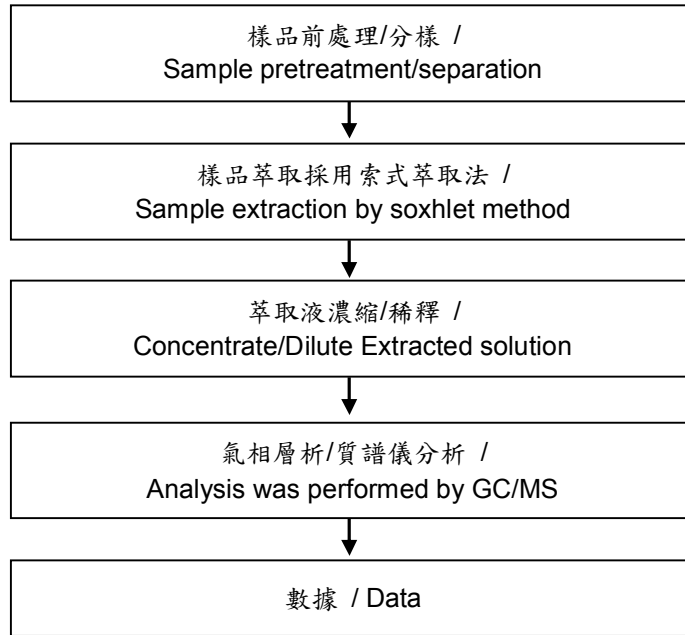 樣品前處理/分樣 /
Sample pretreatment/separation
樣品萃取採用索式萃取法 /
Sample extraction by soxhlet method
萃取液濃縮/稀釋 /
Concentrate/Dilute Extracted solution
氣相層析/質譜儀分析 /
Analysis was performed by GC/MS
數據 / Data